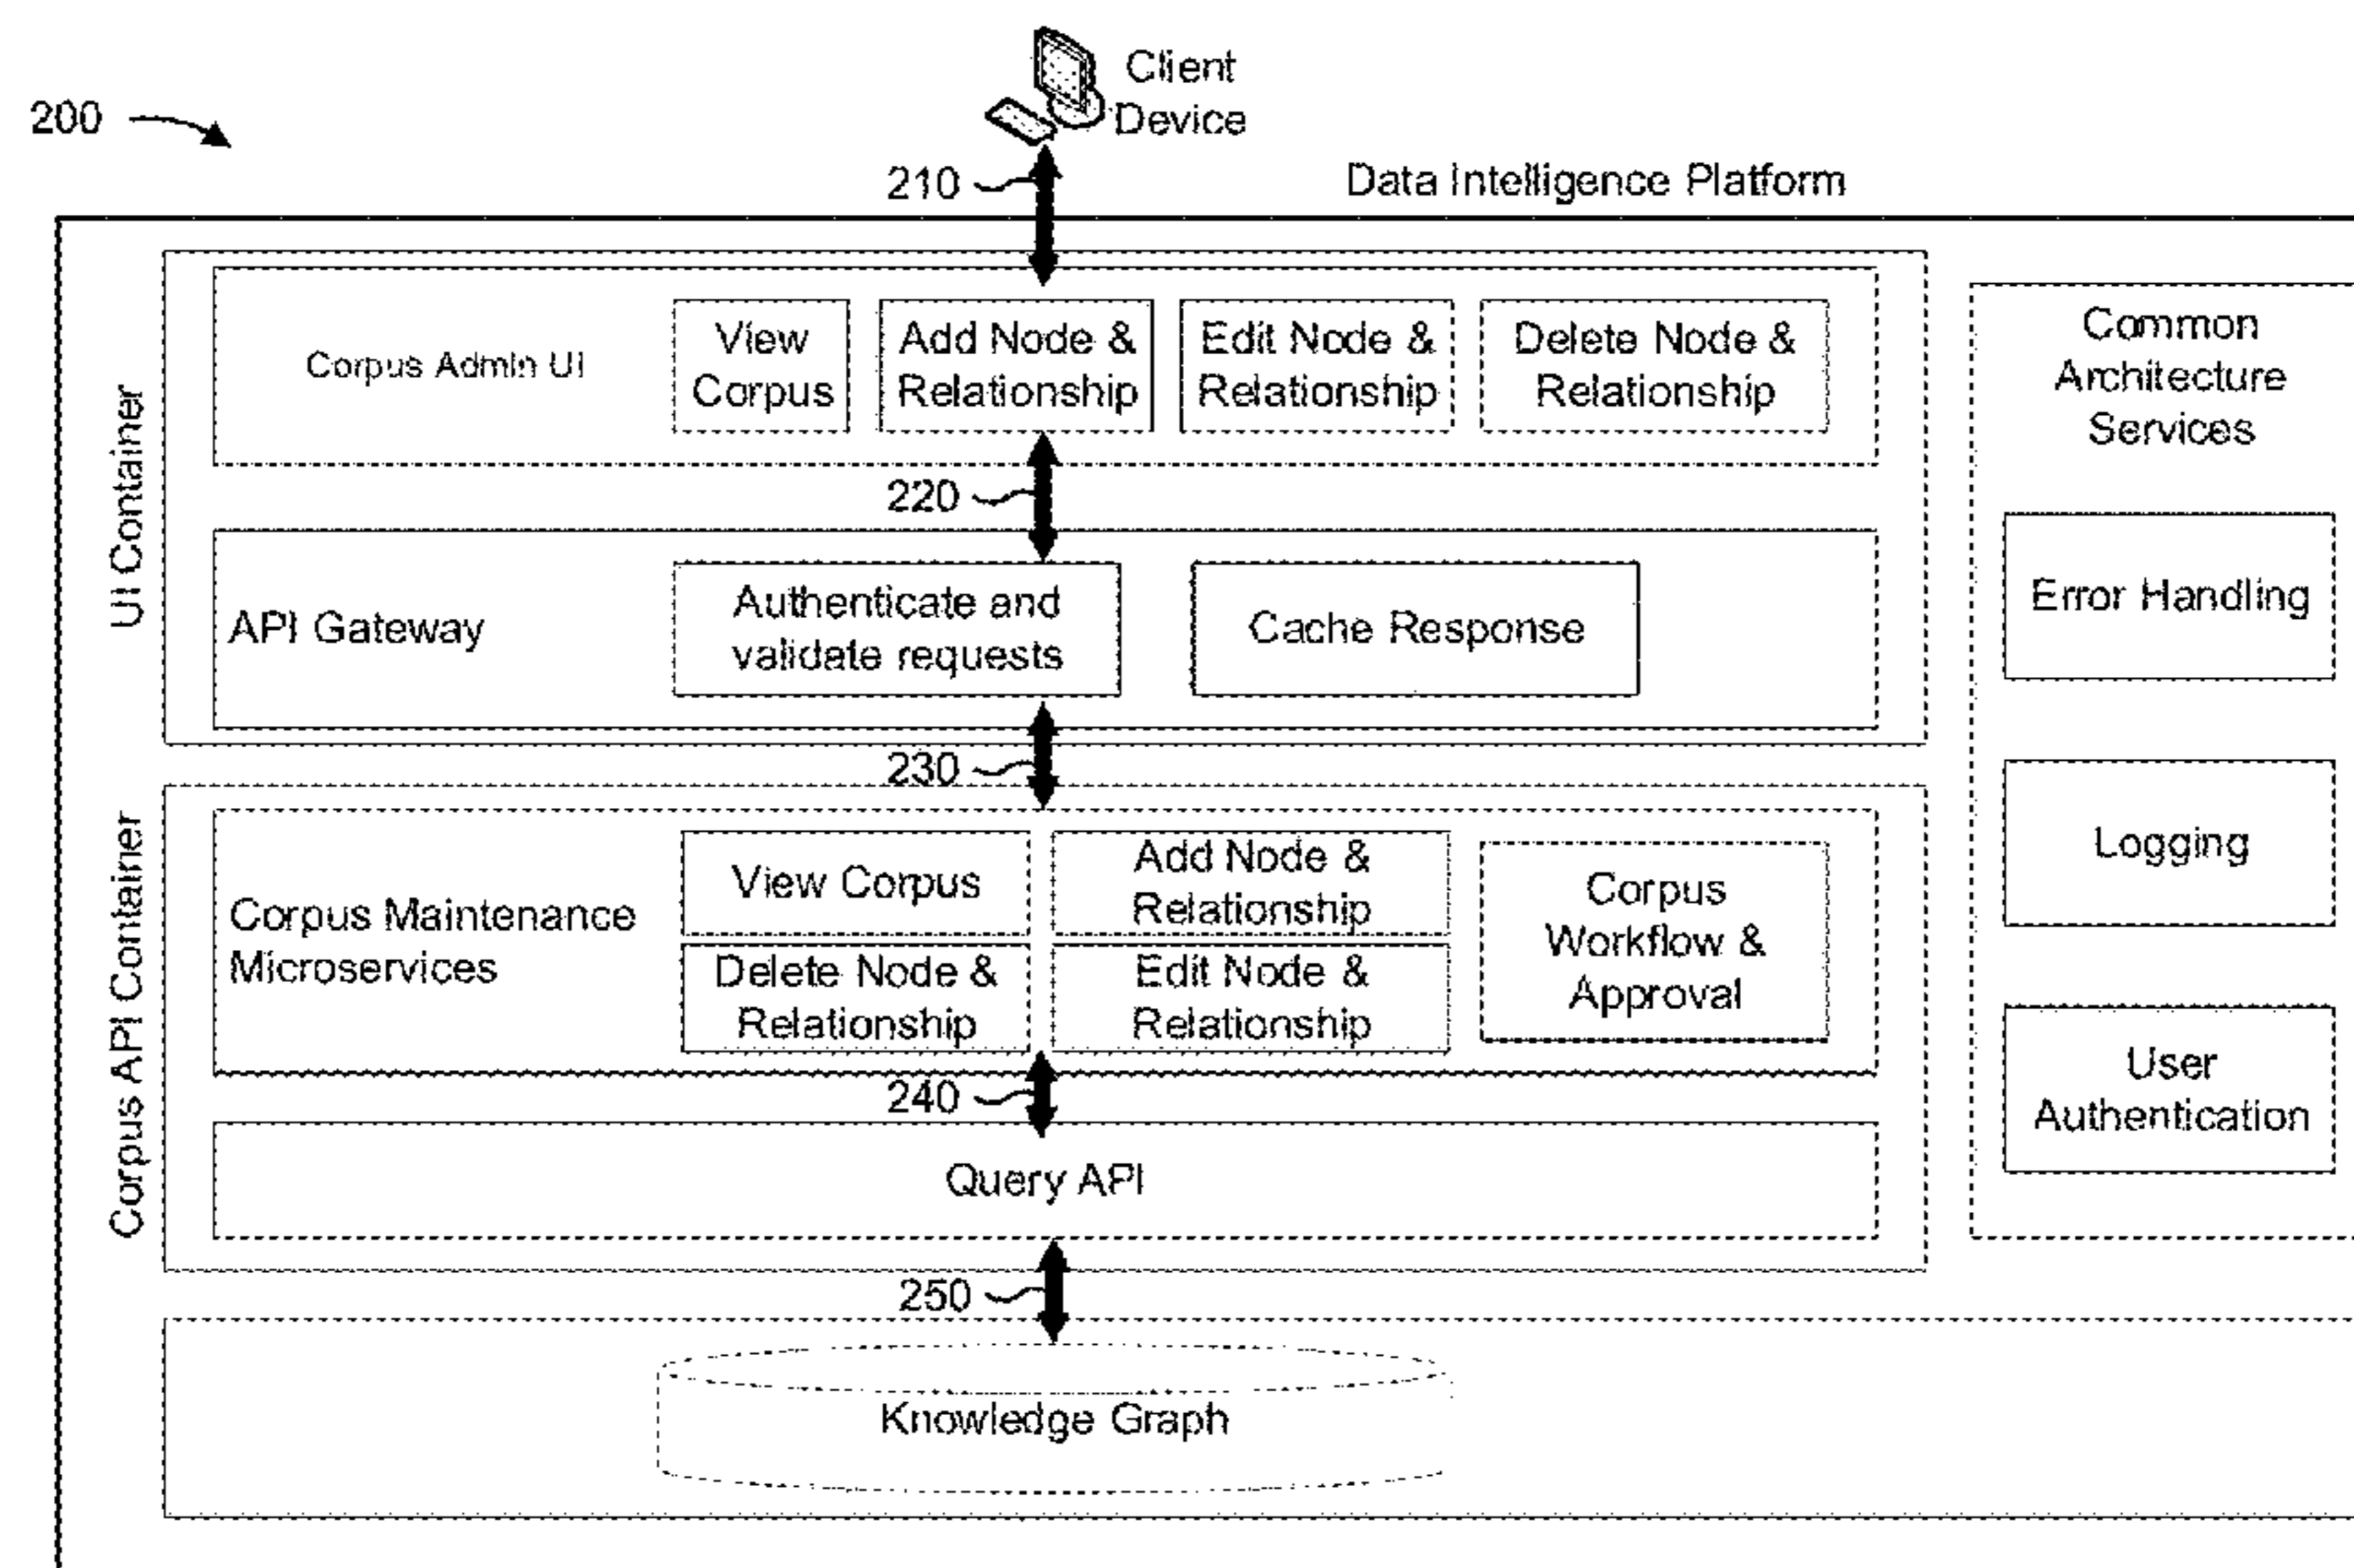 Client
Device
200
210
Data Intelligence Platform
UI Container
Corpus Admin UI
View
Corpus
Add Node &
Relationship
Edit Node &
Relationship
Delete Node &
Relationship
220
API Gateway
Authenticate and
validate requests
Cache Response
230
Corpus API Container
Corpus Maintenance
Microservices
View Corpus
Add Node &
Relationship
Delete Node &
Relationship
Edit Node &
Relationship
Corpus
Workflow &
Approval
240
Query API
250
Knowledge Graph
Common
Architecture
Services
Error Handling
Logging
User
Authentication